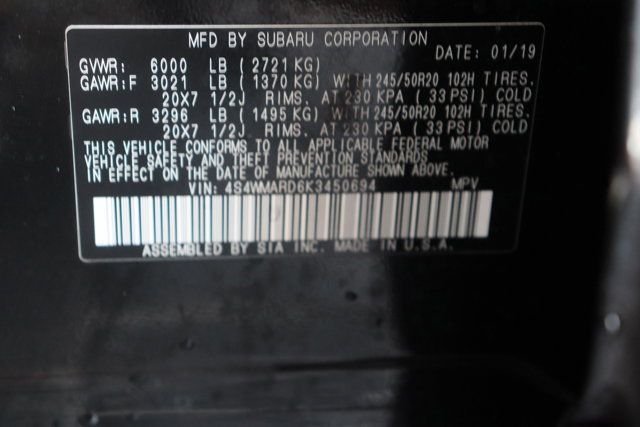 MFD BY SUBARU CORPORATION
DATE: 01/19
GVWR: 6000 LB (2721 KG)
GAWR:F 3021 LB (1370 KG) WITH 245/50R20 102H TIRES.
20X7 1/2J RIMS. AT 230 KPA (33 PSI) COLD
GAWR:R 3296 LB (1495 KG) WITH 245/50R20 102H TIRES.
20X7 1/2J RIMS. AT 230 KPA (33 PSI) COLD
THIS VEHICLE CONFORMS TO ALL APPLICABLE FEDERAL MOTOR
VEHICLE SAFETY, THEFT PREVENTION STANDARDS
IN EFFECT ON THE DATE OF MANUFACTURE SHOWN ABOVE.
VIN: 4S4WMARD6K3450694 MPV
ASSEMBLED BY SIA INC. MADE IN U.S.A.